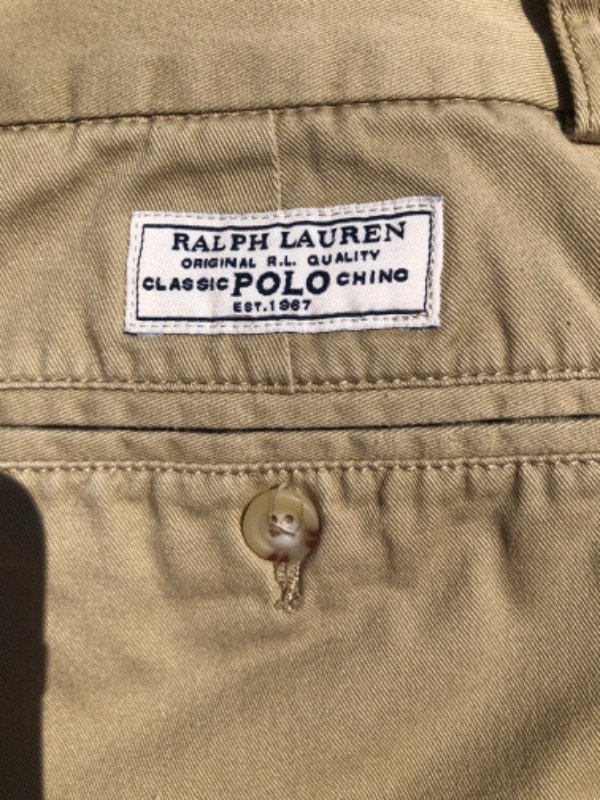 RALPH LAUREN
ORIGINAL R.L. QUALITY
CLASSIC POLO CHINO
EST.1967